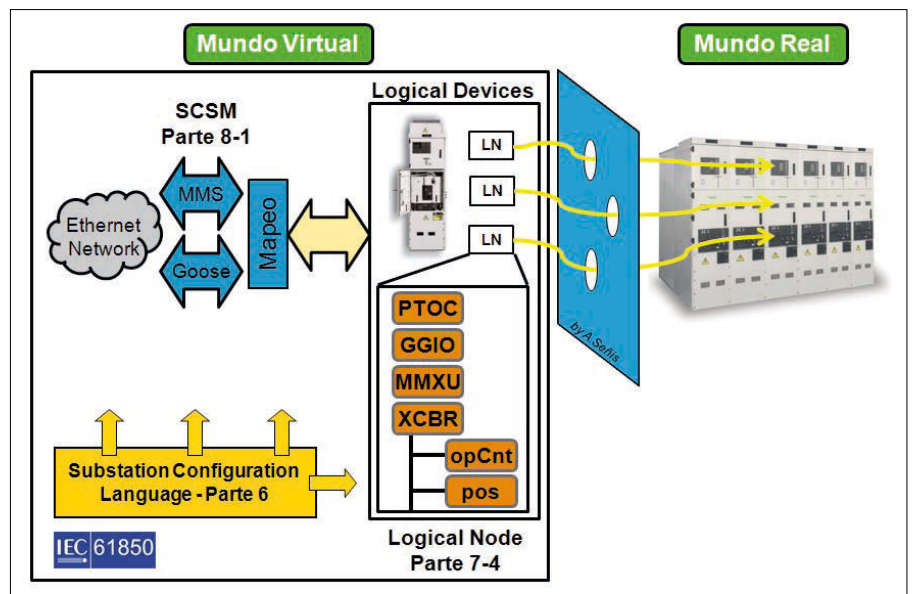 Mundo Virtual
Mundo Real
Logical Devices
SCSM
Parte 8-1
LN
LN
LN
MMS
Goose
Mapeo
Ethernet
Network
PTOC
GGIO
MMXU
XCBR
opCnt
pos
by A.Señis
Substation Configuration
Language - Parte 6
Logical Node
Parte 7-4
IEC 61850